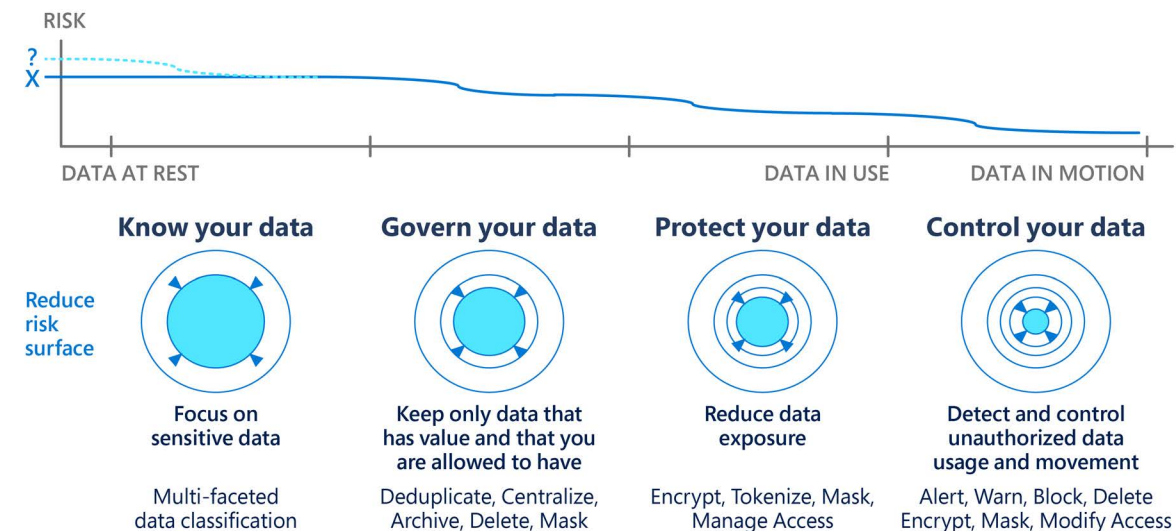 RISK
?
X
DATA AT REST
DATA IN USE
DATA IN MOTION
Know your data
Govern your data
Protect your data
Control your data
Reduce
risk
surface
Focus on
sensitive data
Keep only data that
has value and that you
are allowed to have
Reduce data
exposure
Detect and control
unauthorized data
usage and movement
Multi-faceted
data classification
Deduplicate, Centralize,
Archive, Delete, Mask
Encrypt, Tokenize, Mask,
Manage Access
Alert, Warn, Block, Delete
Encrypt, Mask, Modify Access